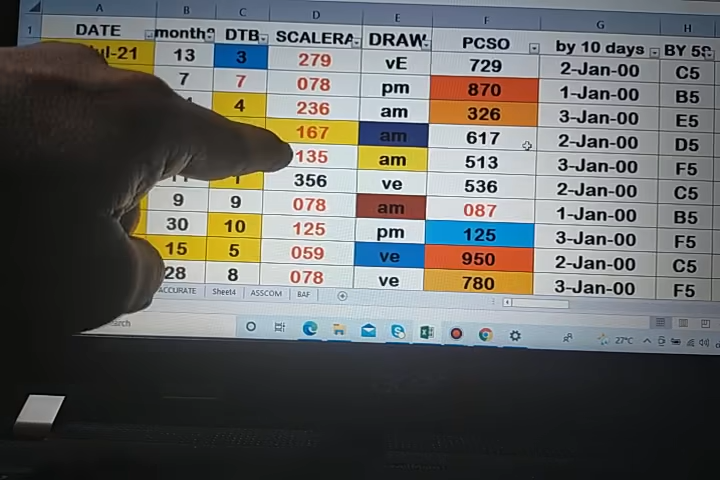 A B C D E F G H
1 DATE month DTB SCALERA DRAW PCSO by 10 days BY 5S
Jul-21 13 3 279 vE 729 2-Jan-00 C5
7 7 078 pm 870 1-Jan-00 B5
4 236 am 326 3-Jan-00 E5
167 am 617 2-Jan-00 D5
135 am 513 3-Jan-00 F5
356 ve 536 2-Jan-00 C5
9 9 078 am 087 1-Jan-00 B5
30 10 125 pm 125 3-Jan-00 F5
15 5 059 ve 950 2-Jan-00 C5
28 8 078 ve 780 3-Jan-00 F5
ACCURATE Sheet4 ASSCOM BAF
27°C